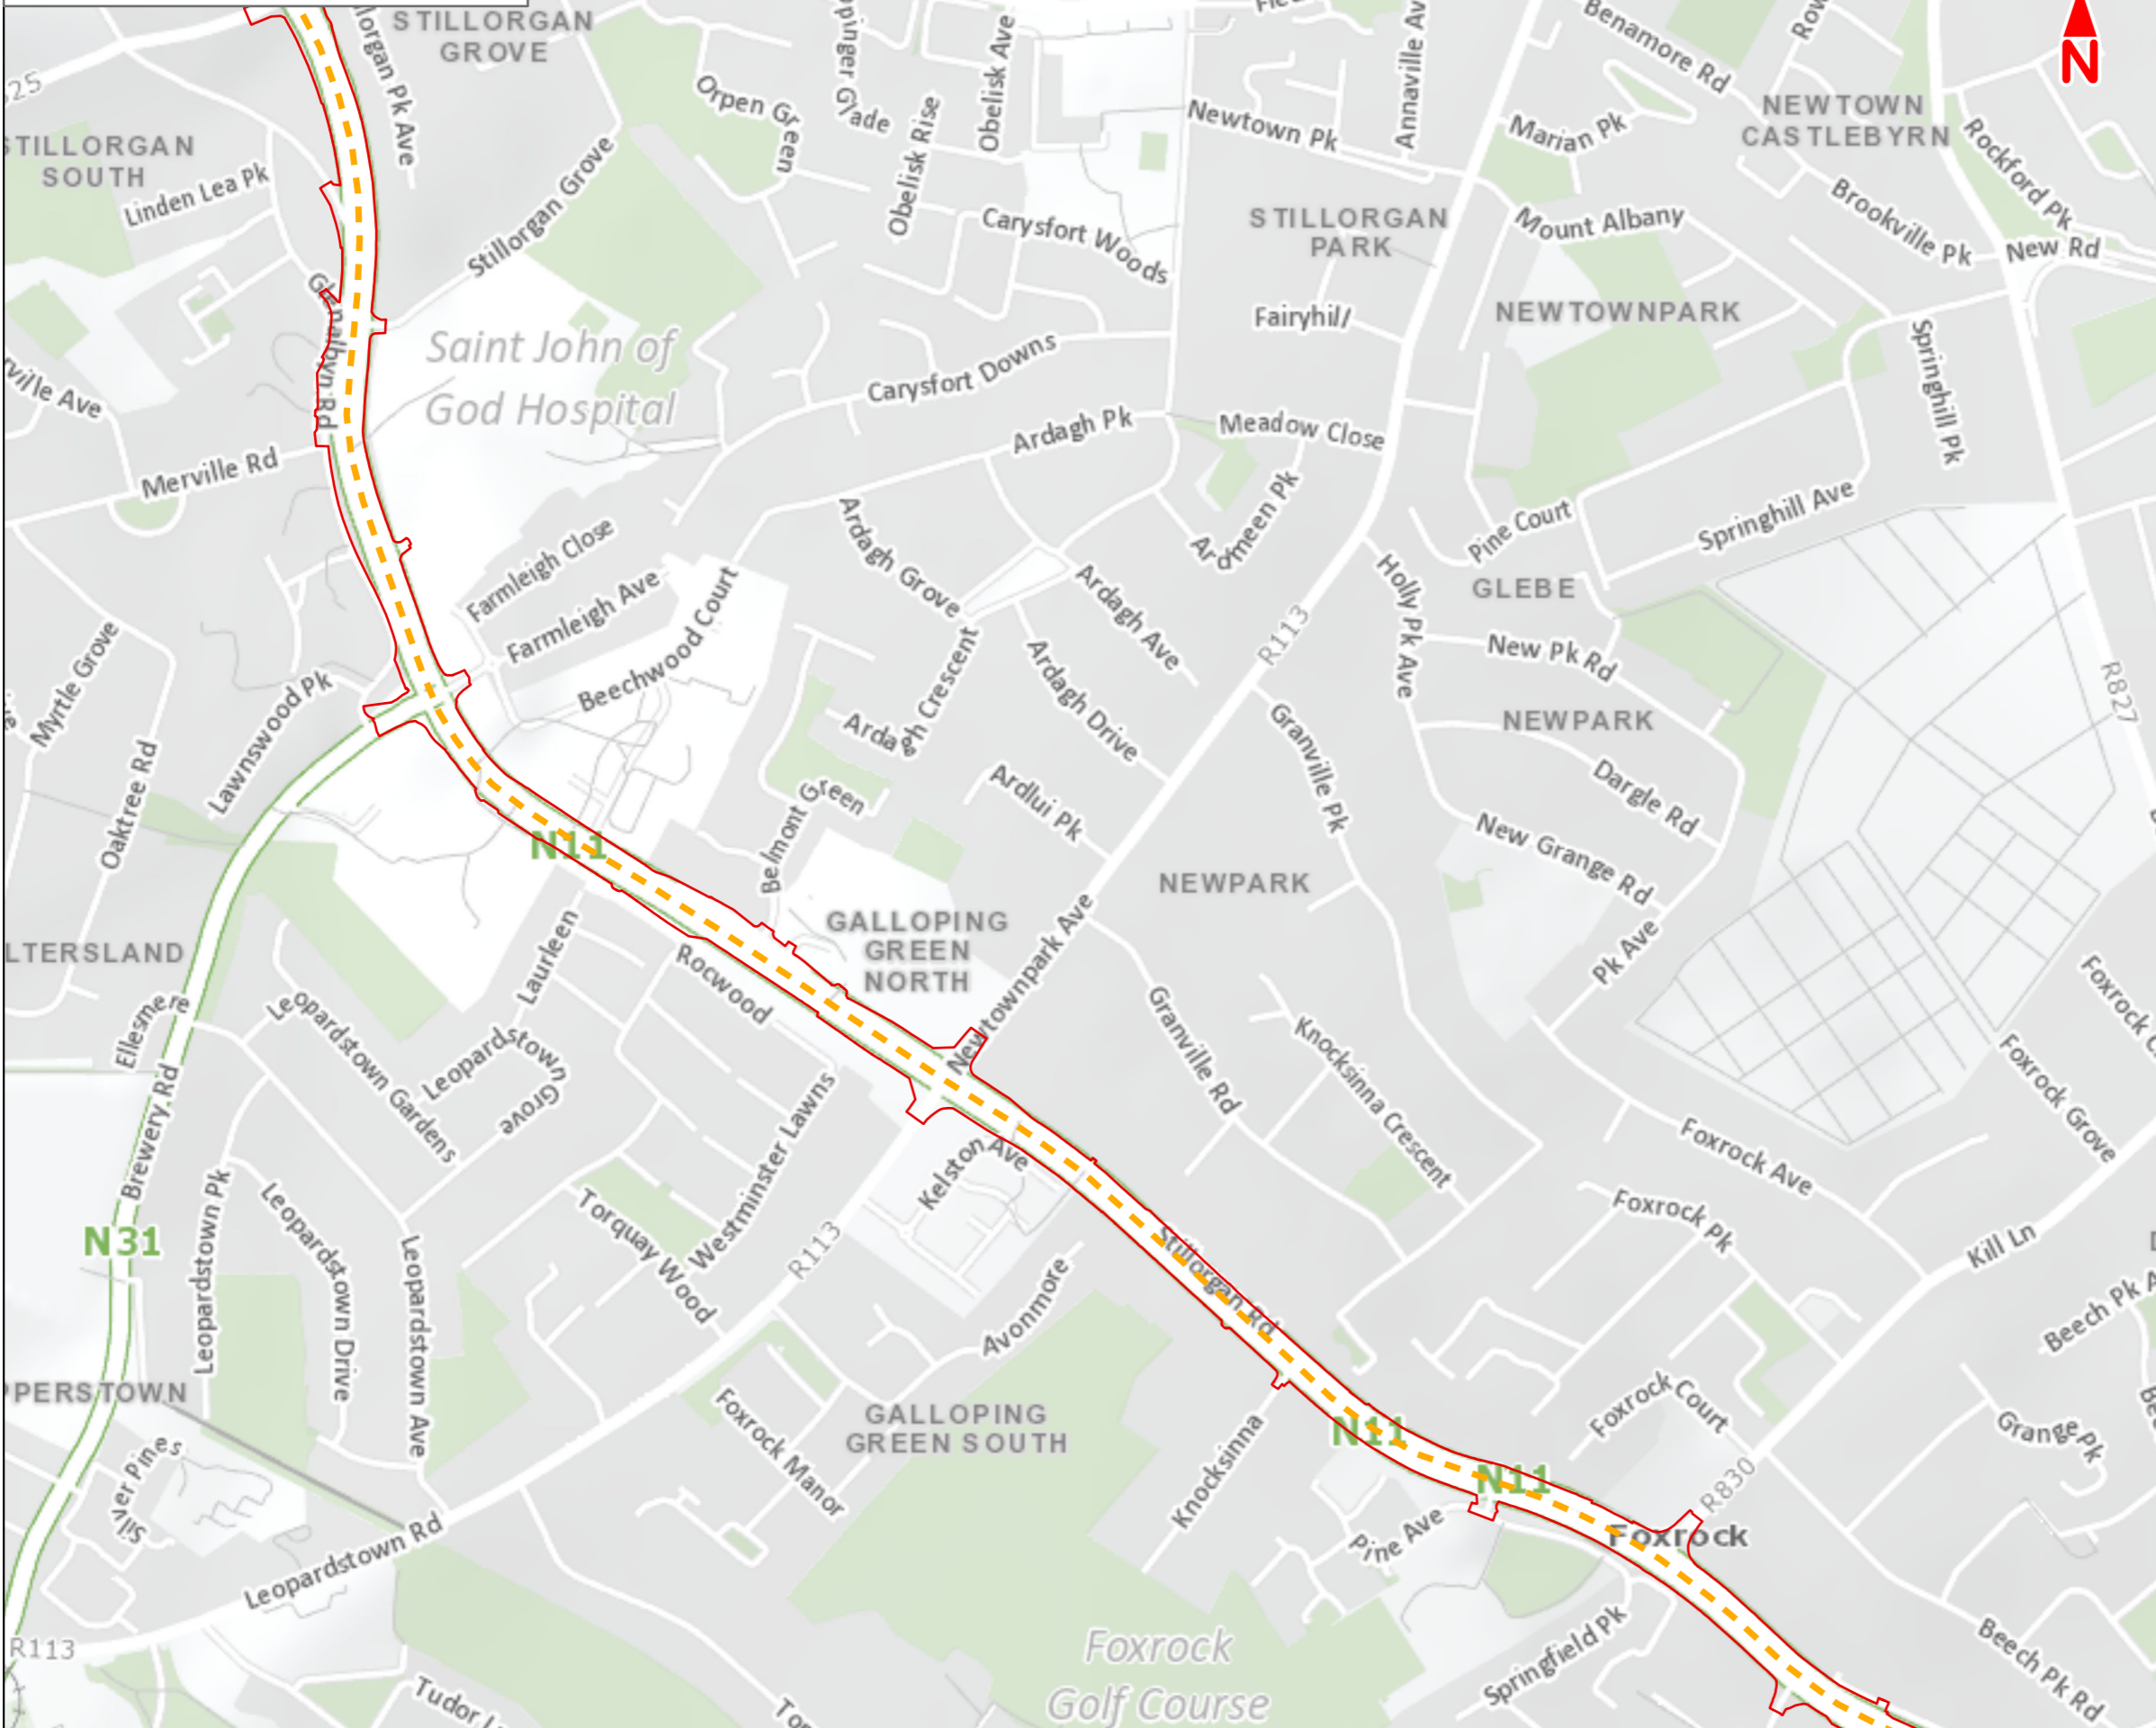 STILLORGAN
GROVE
Orpen Green
Obelisk Rise
Obelisk Ave
Newtown Pk
Benamore Rd
Marian Pk
NEWTOWN
CASTLEBYRN
Rockford Pk
N
SOUTH
Linden Lea Pk
Stillorgan Grove
Carysfort Woods
STILLORGAN
PARK
Mount Albany
Brookville Pk
New Rd
Saint John of
God Hospital
Glenalbyn Rd
Fairyhill
NEWTOWNPARK
Springhill Pk
Carysfort Downs
Ardagh Pk
Meadow Close
Merville Rd
Farmleigh Close
Farmleigh Ave
Beechwood Court
Ardagh Grove
Ardagh Ave
Ardmeen Pk
Pine Court
Springhill Ave
GLEBE
Holly Pk Ave
R113
New Pk Rd
R827
Myrtle Grove
Lawnswood Pk
Oaktree Rd
Ardagh Crescent
Ardagh Drive
Granville Pk
NEWPARK
Dargle Rd
N11
Belmont Green
Ardlui Pk
New Grange Rd
NEWPARK
GALLOPING
GREEN
NORTH
Newtownpark Ave
Pk Ave
Laurleen
Rocwood
Ellesmere
Leopardstown Gardens
Leopardstown
Grove
Granville Rd
Knocksinna Crescent
Foxrock Grove
Brewery Rd
Westminster Lawns
Kelston Ave
Foxrock Ave
Foxrock Pk
Kill Ln
N31
Leopardstown Pk
Leopardstown Drive
Leopardstown Ave
Torquay Wood
R113
Avonmore
Stillorgan Rd
Foxrock Manor
GALLOPING
GREEN SOUTH
Knocksinna
N11
N11
Foxrock Court
R830
Grange Pk
Silver Pines
Leopardstown Rd
Pine Ave
Foxrock
R113
Foxrock
Golf Course
Springfield Pk
Beech Pk Rd